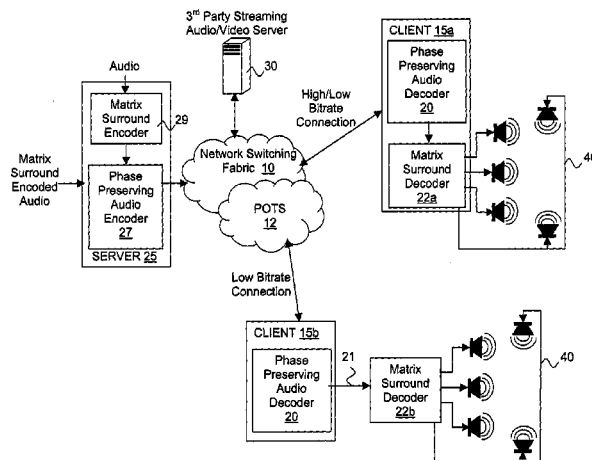 3rd Party Streaming
Audio/Video Server
30
Audio
Matrix
Surround
Encoder
29
Matrix
Surround
Encoded
Audio
Phase
Preserving
Audio
Encoder
27
SERVER 25
Network Switching
Fabric
10
POTS
12
High/Low
Bitrate
Connection
CLIENT 15a
Phase
Preserving
Audio
Decoder
20
Matrix
Surround
Decoder
22a
40
Low Bitrate
Connection
CLIENT 15b
Phase
Preserving
Audio
Decoder
20
21
Matrix
Surround
Decoder
22b
40